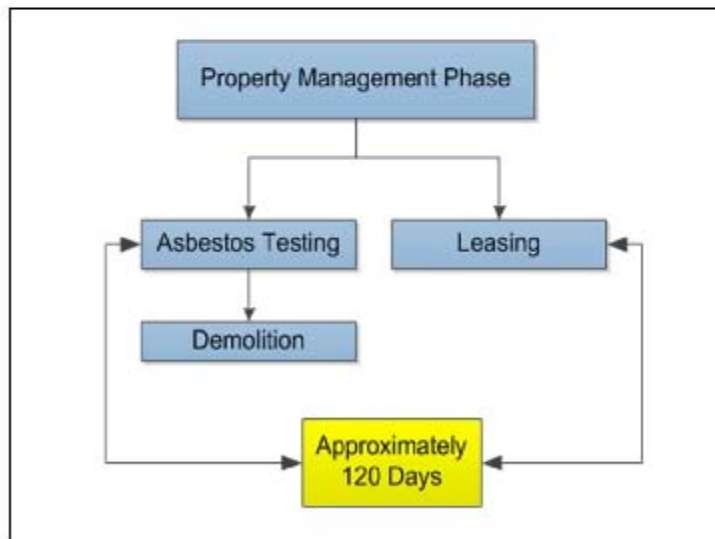 Property Management Phase
Asbestos Testing
Leasing
Demolition
Approximately
120 Days